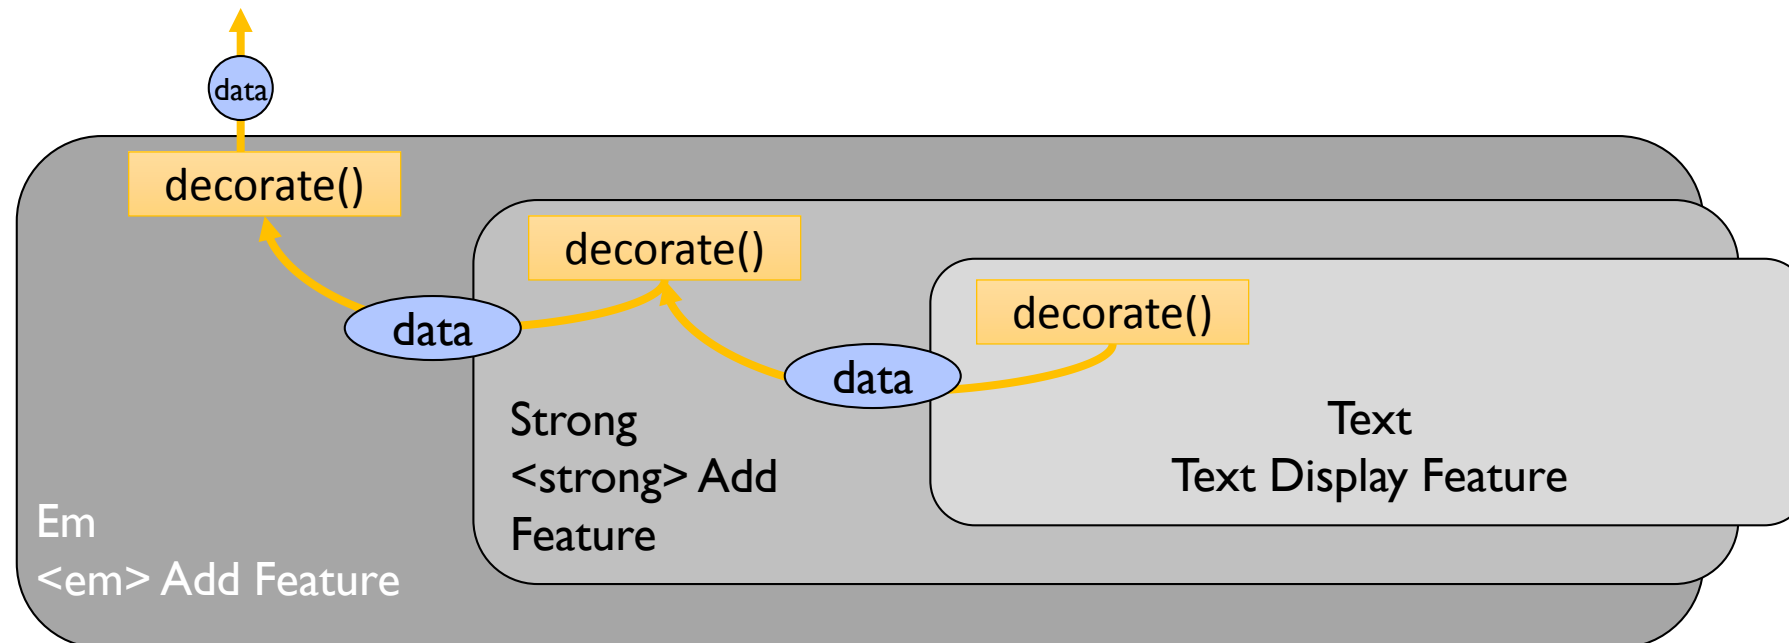 data
decorate()
decorate()
decorate()
data
data
Strong
<strong> Add
Feature
Text
Text Display Feature
Em
<em> Add Feature